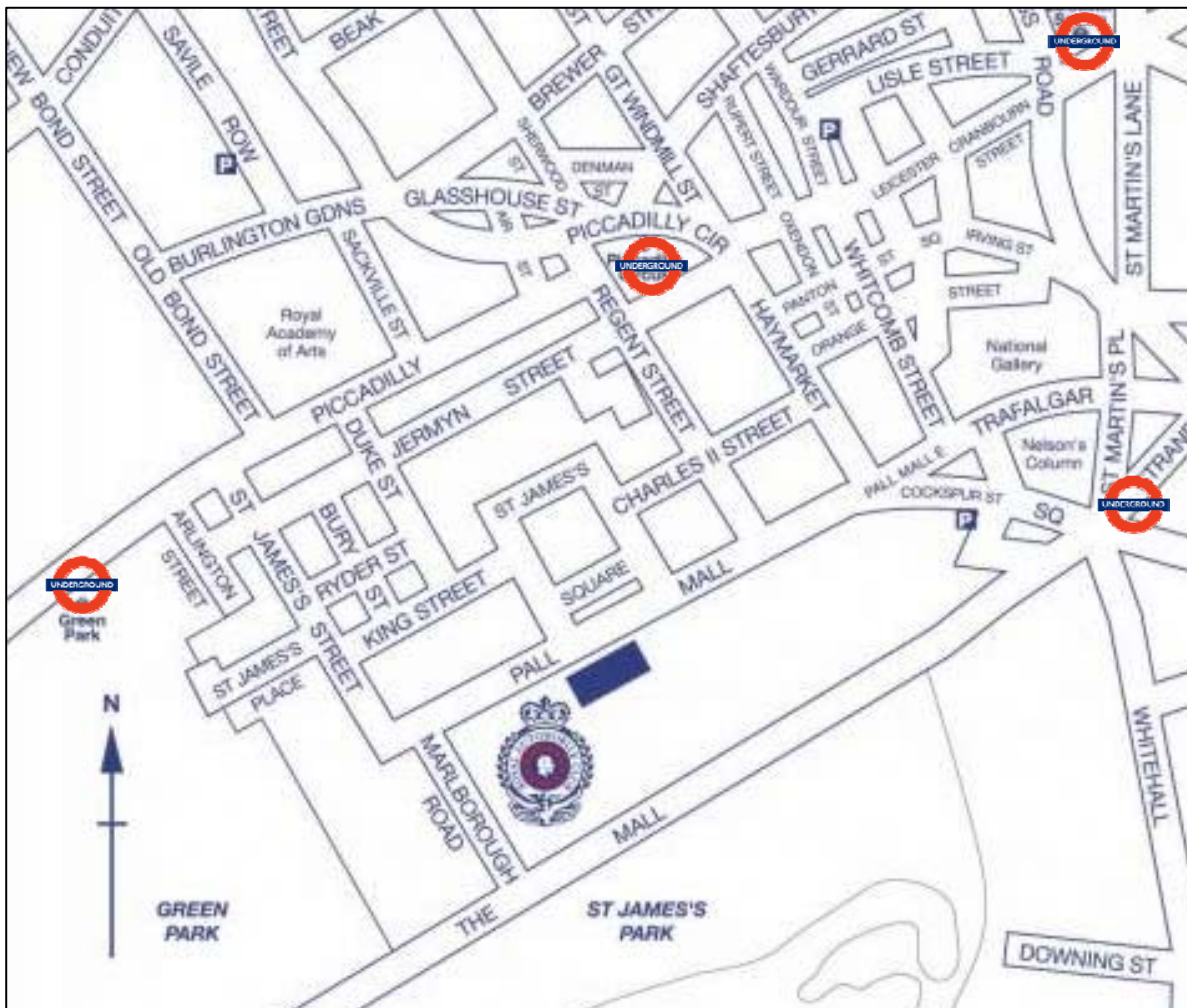 NEW BOND STREET
CONDUIT
SAVILE ROW
STREET
BEAK
BREWER
ST
GT WINDMILL ST
SHAFTESBURY
GERRARD ST
LISLE STREET
WARDOUR STREET
RUPERT STREET
ROAD
UNDERGROUND
ST MARTIN'S LANE
CRANBOURN
STREET
LEICESTER
SQ
IRVING ST
P
P
SHERWOOD
ST
DENMAN
ST
GLASSHOUSE ST
AIR
ST
PICCADILLY CIR
UNDERGROUND
BURLINGTON GDNS
OLD BOND STREET
SACKVILLE ST
Royal
Academy
of Arts
PICCADILLY
REGENT STREET
HAYMARKET
OXENDON
ST
PANTON
ST
ORANGE
STREET
WHITCOMB STREET
National
Gallery
TRAFALGAR
SQ
Nelson's
Column
ST MARTIN'S PL
STRAND
UNDERGROUND
JERMYN STREET
DUKE ST
CHARLES II STREET
PALL MALL E
COCKSPUR ST
P
ST JAMES'S
SQUARE
ARLINGTON
STREET
ST
JAMES'S
STREET
BURY
ST
RYDER ST
KING STREET
UNDERGROUND
Green
Park
ST JAMES'S
PLACE
PALL MALL
N
MARLBOROUGH
ROAD
THE MALL
WHITEHALL
GREEN
PARK
ST JAMES'S
PARK
DOWNING ST